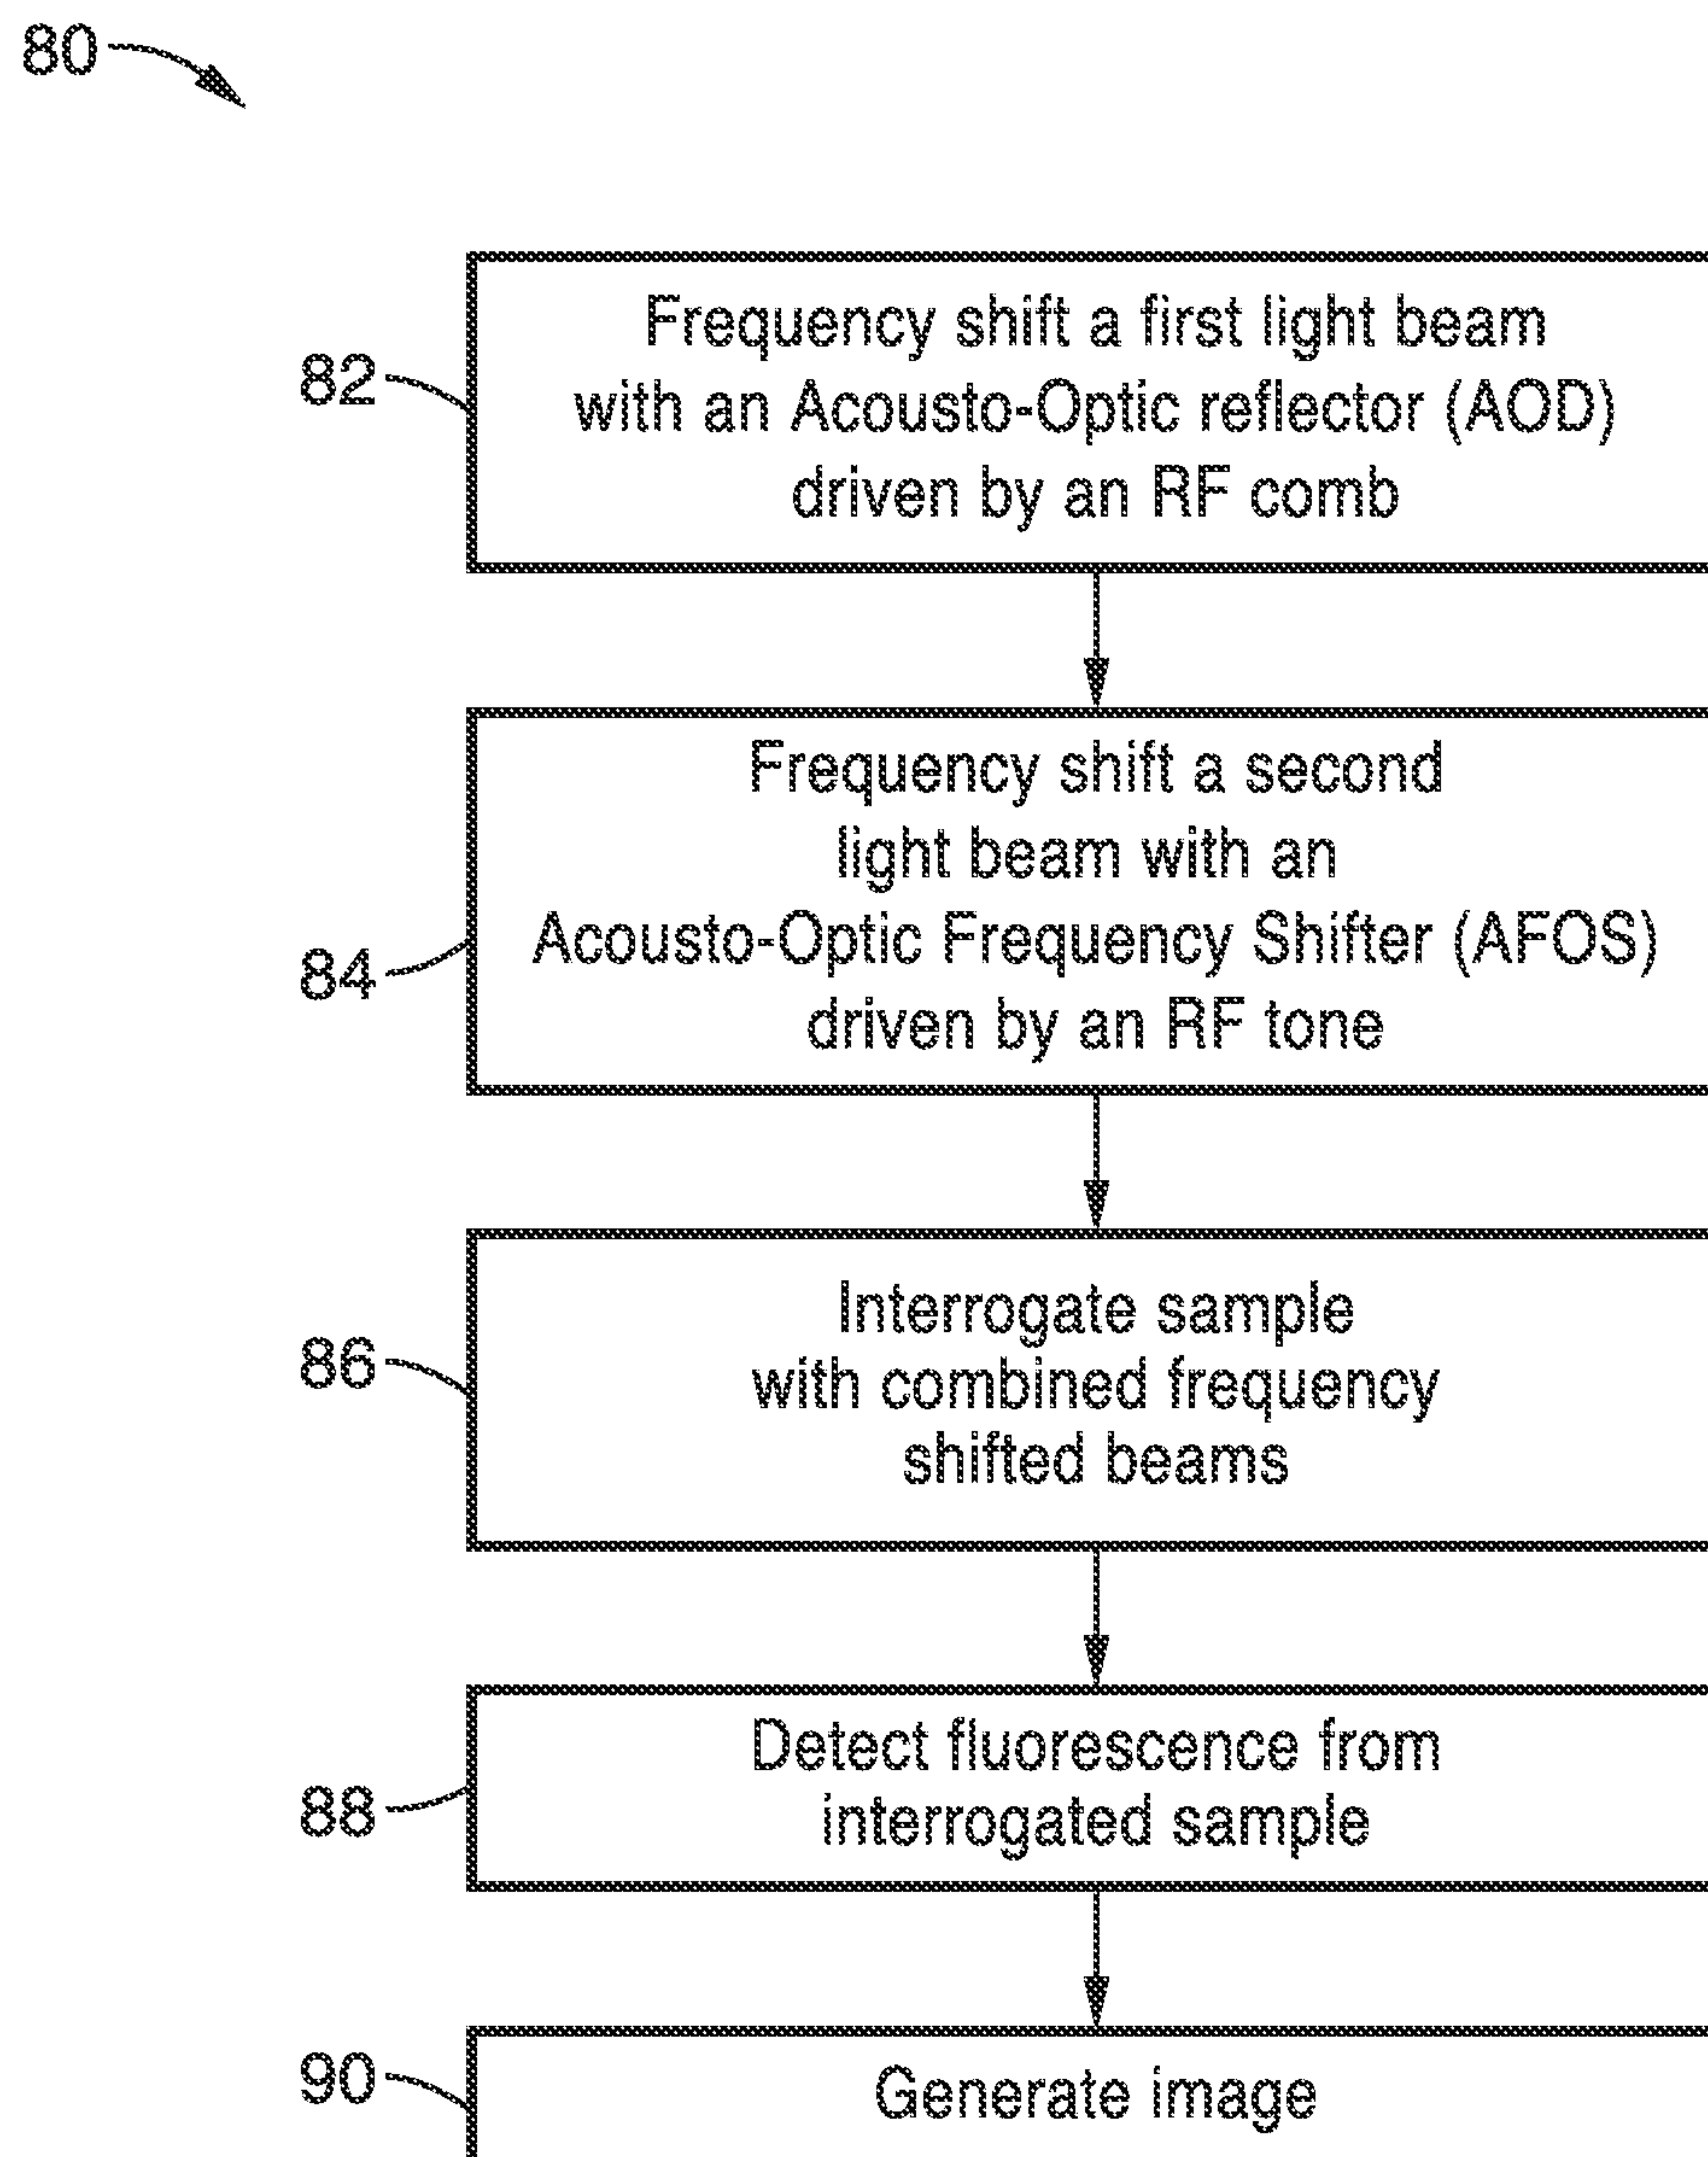 80
82
Frequency shift a first light beam
with an Acousto-Optic reflector (AOD)
driven by an RF comb
84
Frequency shift a second
light beam with an
Acousto-Optic Frequency Shifter (AFOS)
driven by an RF tone
86
Interrogate sample
with combined frequency
shifted beams
88
Detect fluorescence from
interrogated sample
90
Generate image